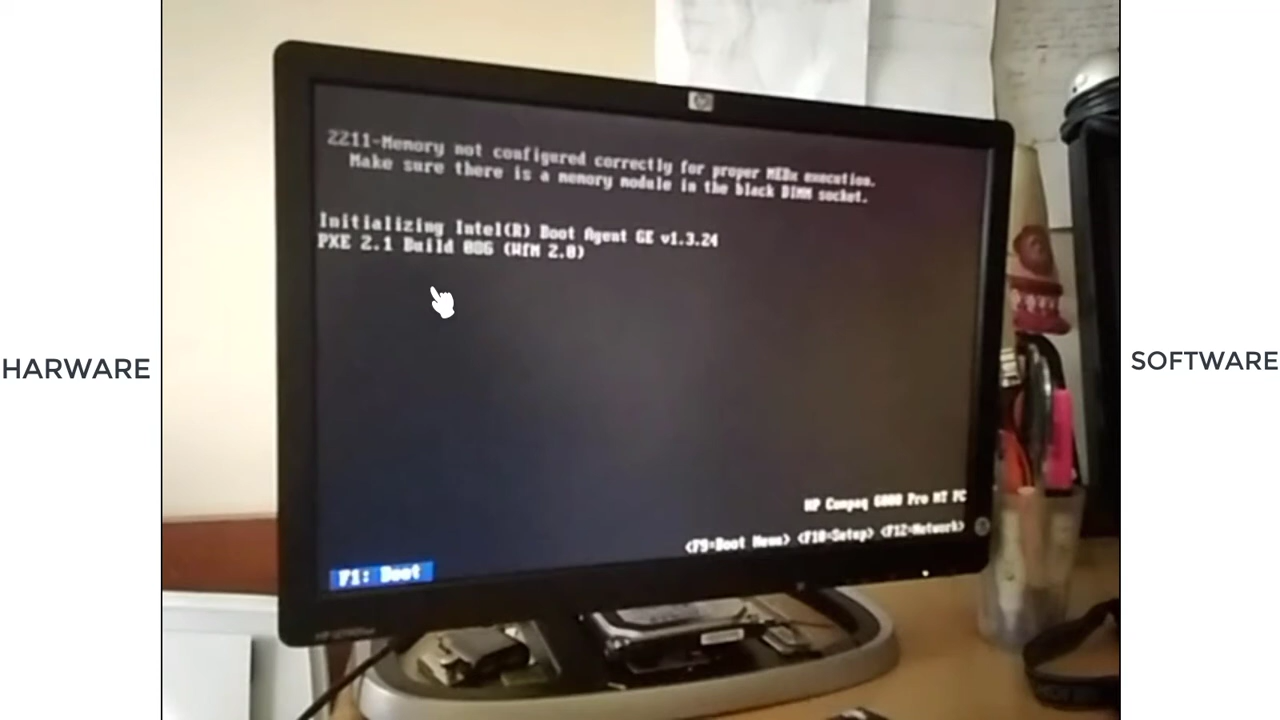 2211-Memory not configured correctly for proper MEBx execution.
Make sure there is a memory module in the black DIMM socket.
Initializing Intel(R) Boot Agent GE v1.3.24
PXE 2.1 Build 086 (WfM 2.0)
HARWARE
SOFTWARE
HP Compaq 6000 Pro MT PC
<F9=Boot Menu> <F10=Setup> <F12=Network>
F1: Boot